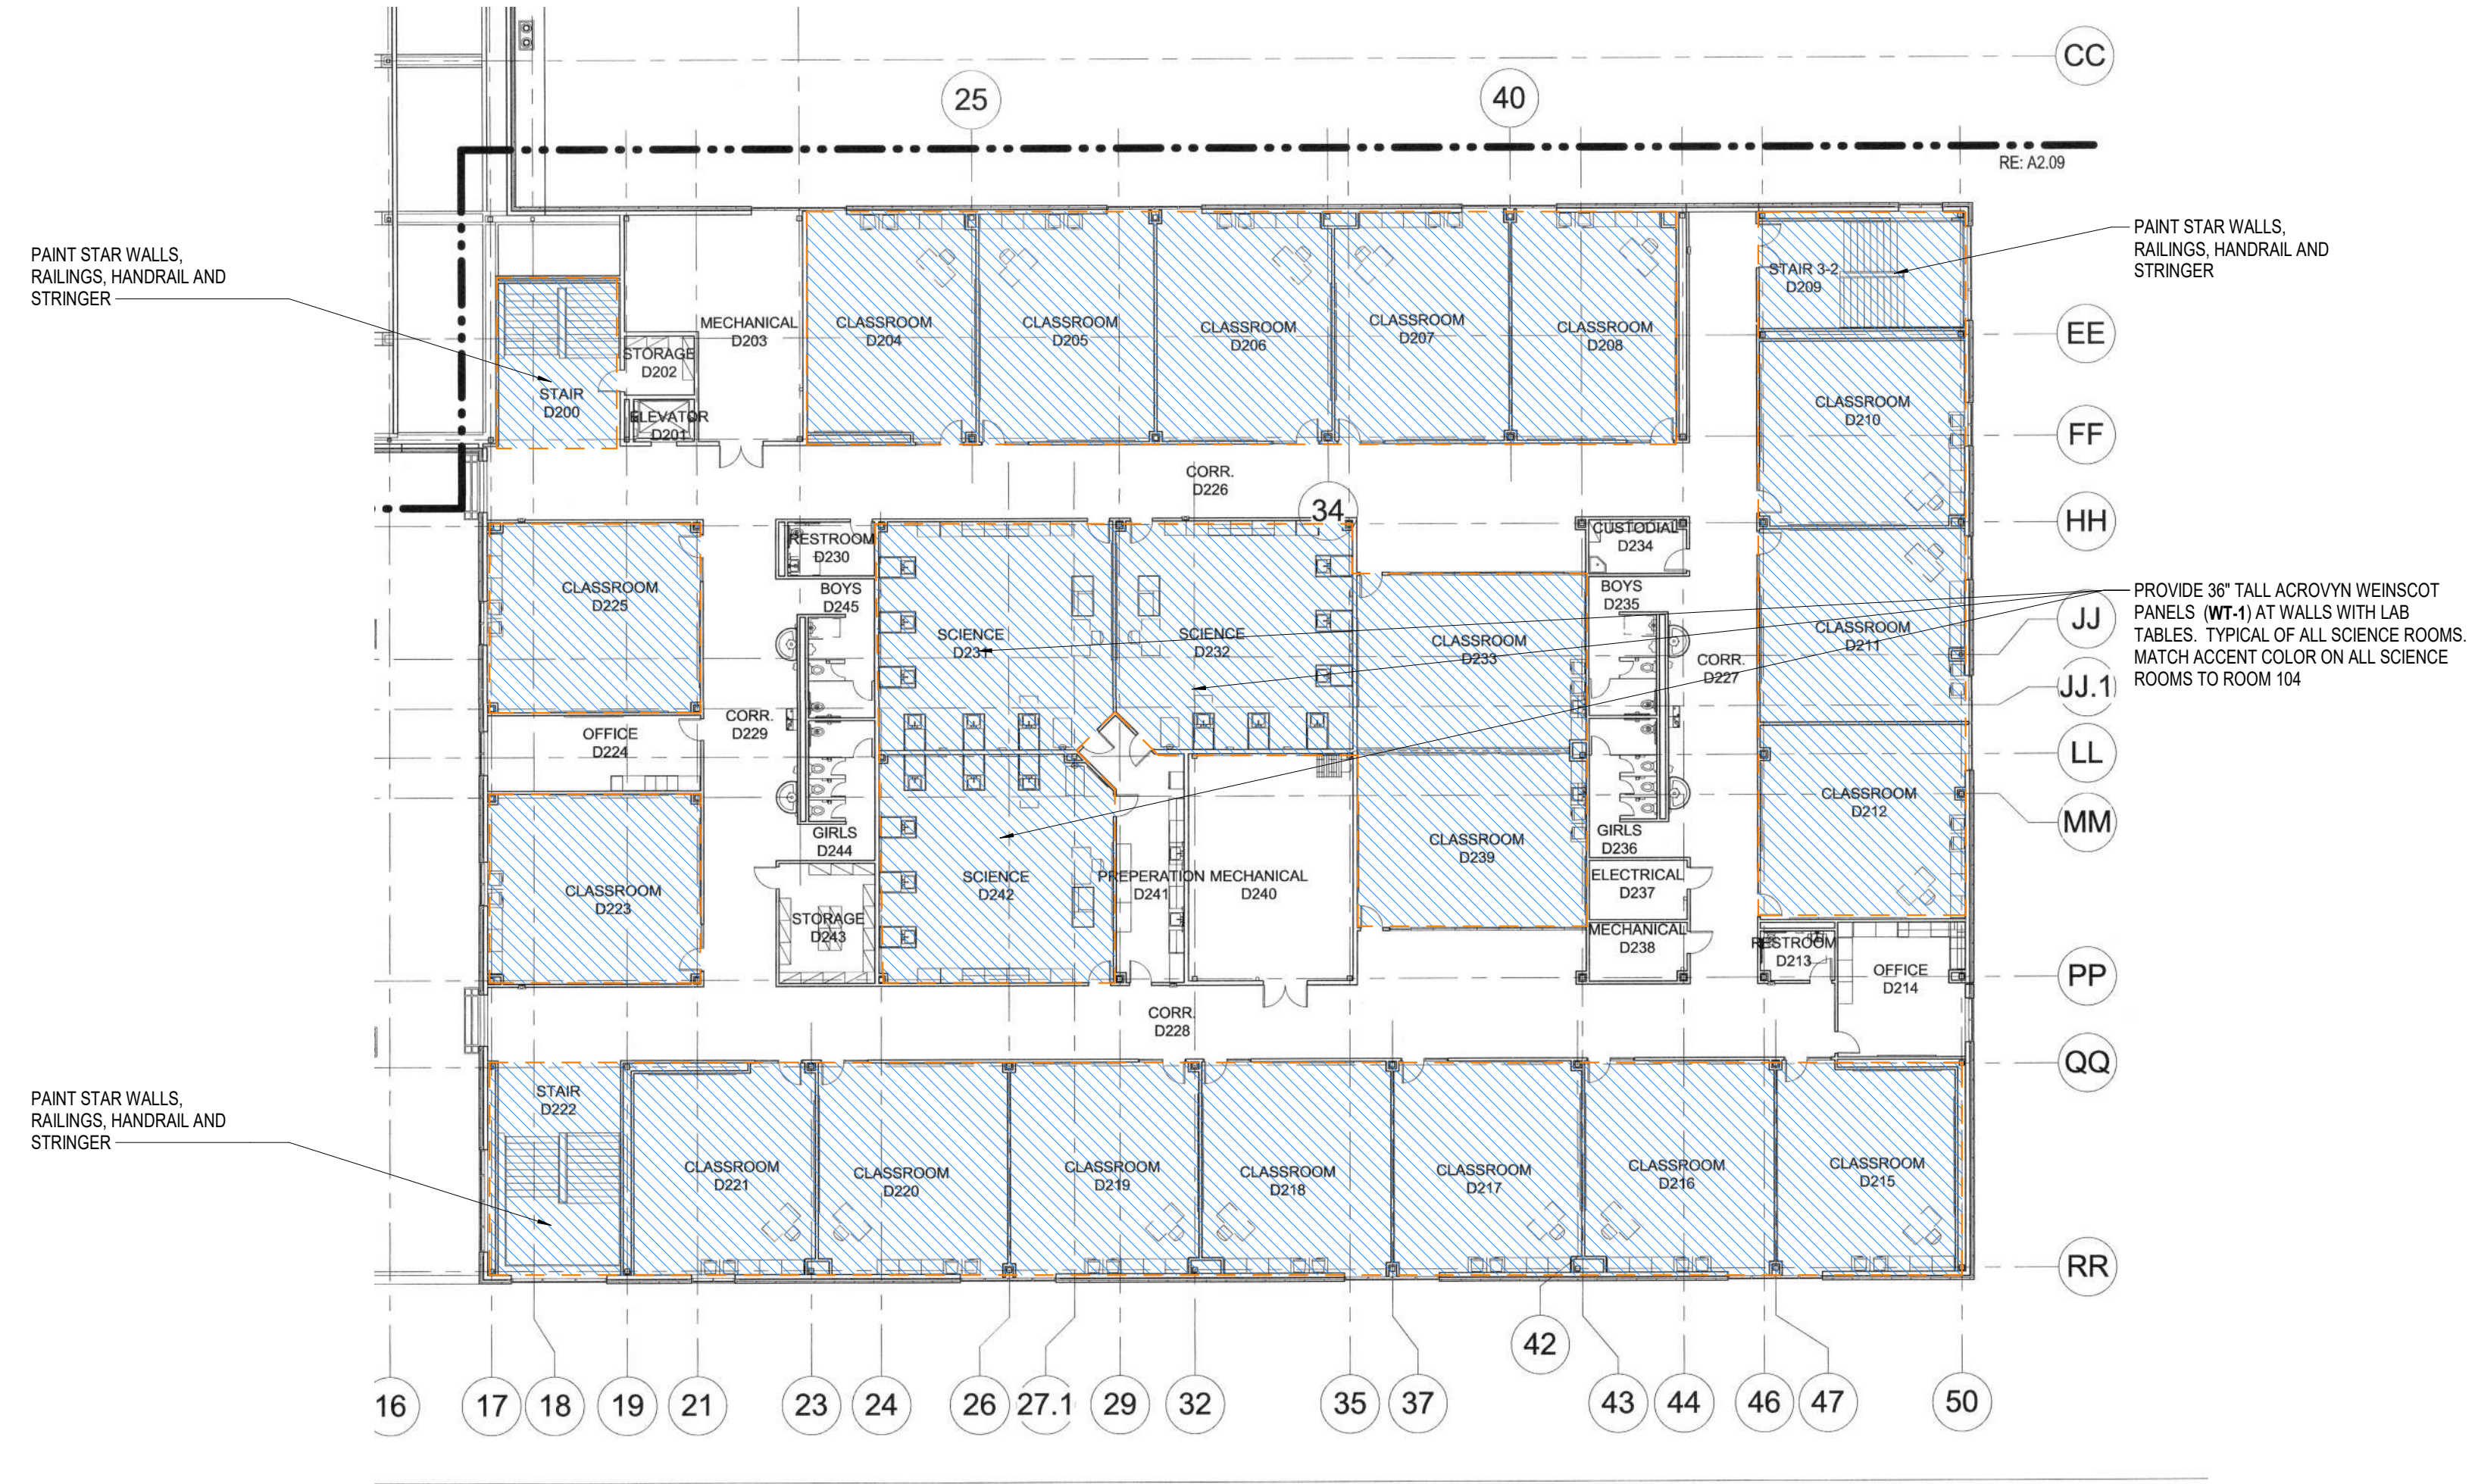 CC
25
40
RE: A2.09
PAINT STAR WALLS,
RAILINGS, HANDRAIL AND
STRINGER
PAINT STAR WALLS,
RAILINGS, HANDRAIL AND
STRINGER
STAIR 3-2
D209
MECHANICAL
D203
CLASSROOM
D204
CLASSROOM
D205
CLASSROOM
D206
CLASSROOM
D207
CLASSROOM
D208
EE
STORAGE
D202
STAIR
D200
ELEVATOR
D201
CLASSROOM
D210
FF
CORR.
D226
34
HH
RESTROOM
D230
CUSTODIAL
D234
CLASSROOM
D225
BOYS
D245
BOYS
D235
PROVIDE 36" TALL ACROVYN WEINSCOT
PANELS (WT-1) AT WALLS WITH LAB
TABLES. TYPICAL OF ALL SCIENCE ROOMS.
MATCH ACCENT COLOR ON ALL SCIENCE
ROOMS TO ROOM 104
JJ
SCIENCE
D231
SCIENCE
D232
CLASSROOM
D233
CLASSROOM
D211
CORR.
D227
JJ.1
CORR.
D229
OFFICE
D224
LL
CLASSROOM
D212
MM
GIRLS
D244
GIRLS
D236
CLASSROOM
D239
SCIENCE
D242
PREPERATION
D241
MECHANICAL
D240
ELECTRICAL
D237
CLASSROOM
D223
STORAGE
D243
MECHANICAL
D238
RESTROOM
D213
OFFICE
D214
PP
CORR.
D228
QQ
PAINT STAR WALLS,
RAILINGS, HANDRAIL AND
STRINGER
STAIR
D222
CLASSROOM
D221
CLASSROOM
D220
CLASSROOM
D219
CLASSROOM
D218
CLASSROOM
D217
CLASSROOM
D216
CLASSROOM
D215
RR
42
16
17
18
19
21
23
24
26
27.1
29
32
35
37
43
44
46
47
50